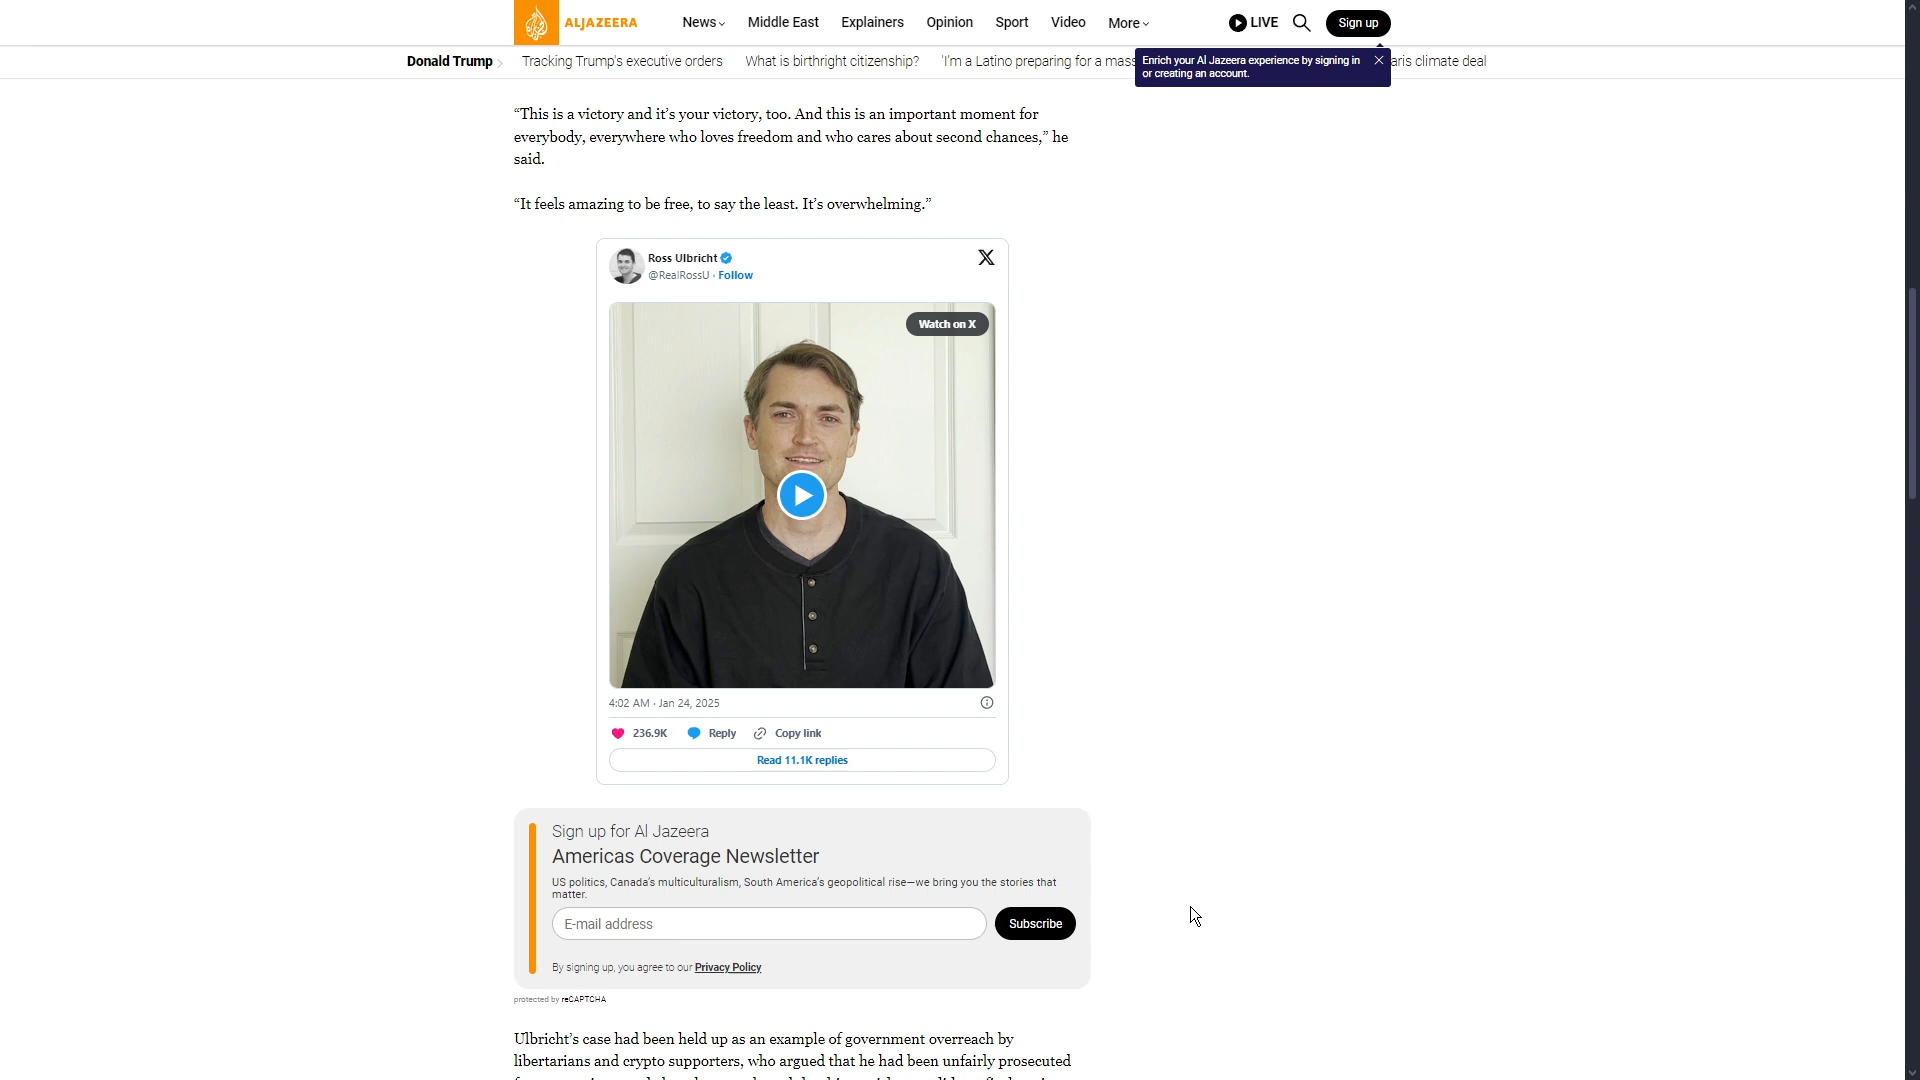 ALJAZEERA
News
Middle East
Explainers
Opinion
Sport
Video
More
LIVE
Sign up
Donald Trump
Tracking Trump's executive orders
What is birthright citizenship?
'I'm a Latino preparing for a mass
aris climate deal
Enrich your Al Jazeera experience by signing in
or creating an account.
“This is a victory and it’s your victory, too. And this is an important moment for
everybody, everywhere who loves freedom and who cares about second chances,” he
said.
“It feels amazing to be free, to say the least. It’s overwhelming.”
Ross Ulbricht
@RealRossU · Follow
Watch on X
4:02 AM · Jan 24, 2025
236.9K Reply Copy link
Read 11.1K replies
Sign up for Al Jazeera
Americas Coverage Newsletter
US politics, Canada’s multiculturalism, South America’s geopolitical rise—we bring you the stories that
matter.
E-mail address
Subscribe
By signing up, you agree to our Privacy Policy
protected by reCAPTCHA
Ulbricht’s case had been held up as an example of government overreach by
libertarians and crypto supporters, who argued that he had been unfairly prosecuted